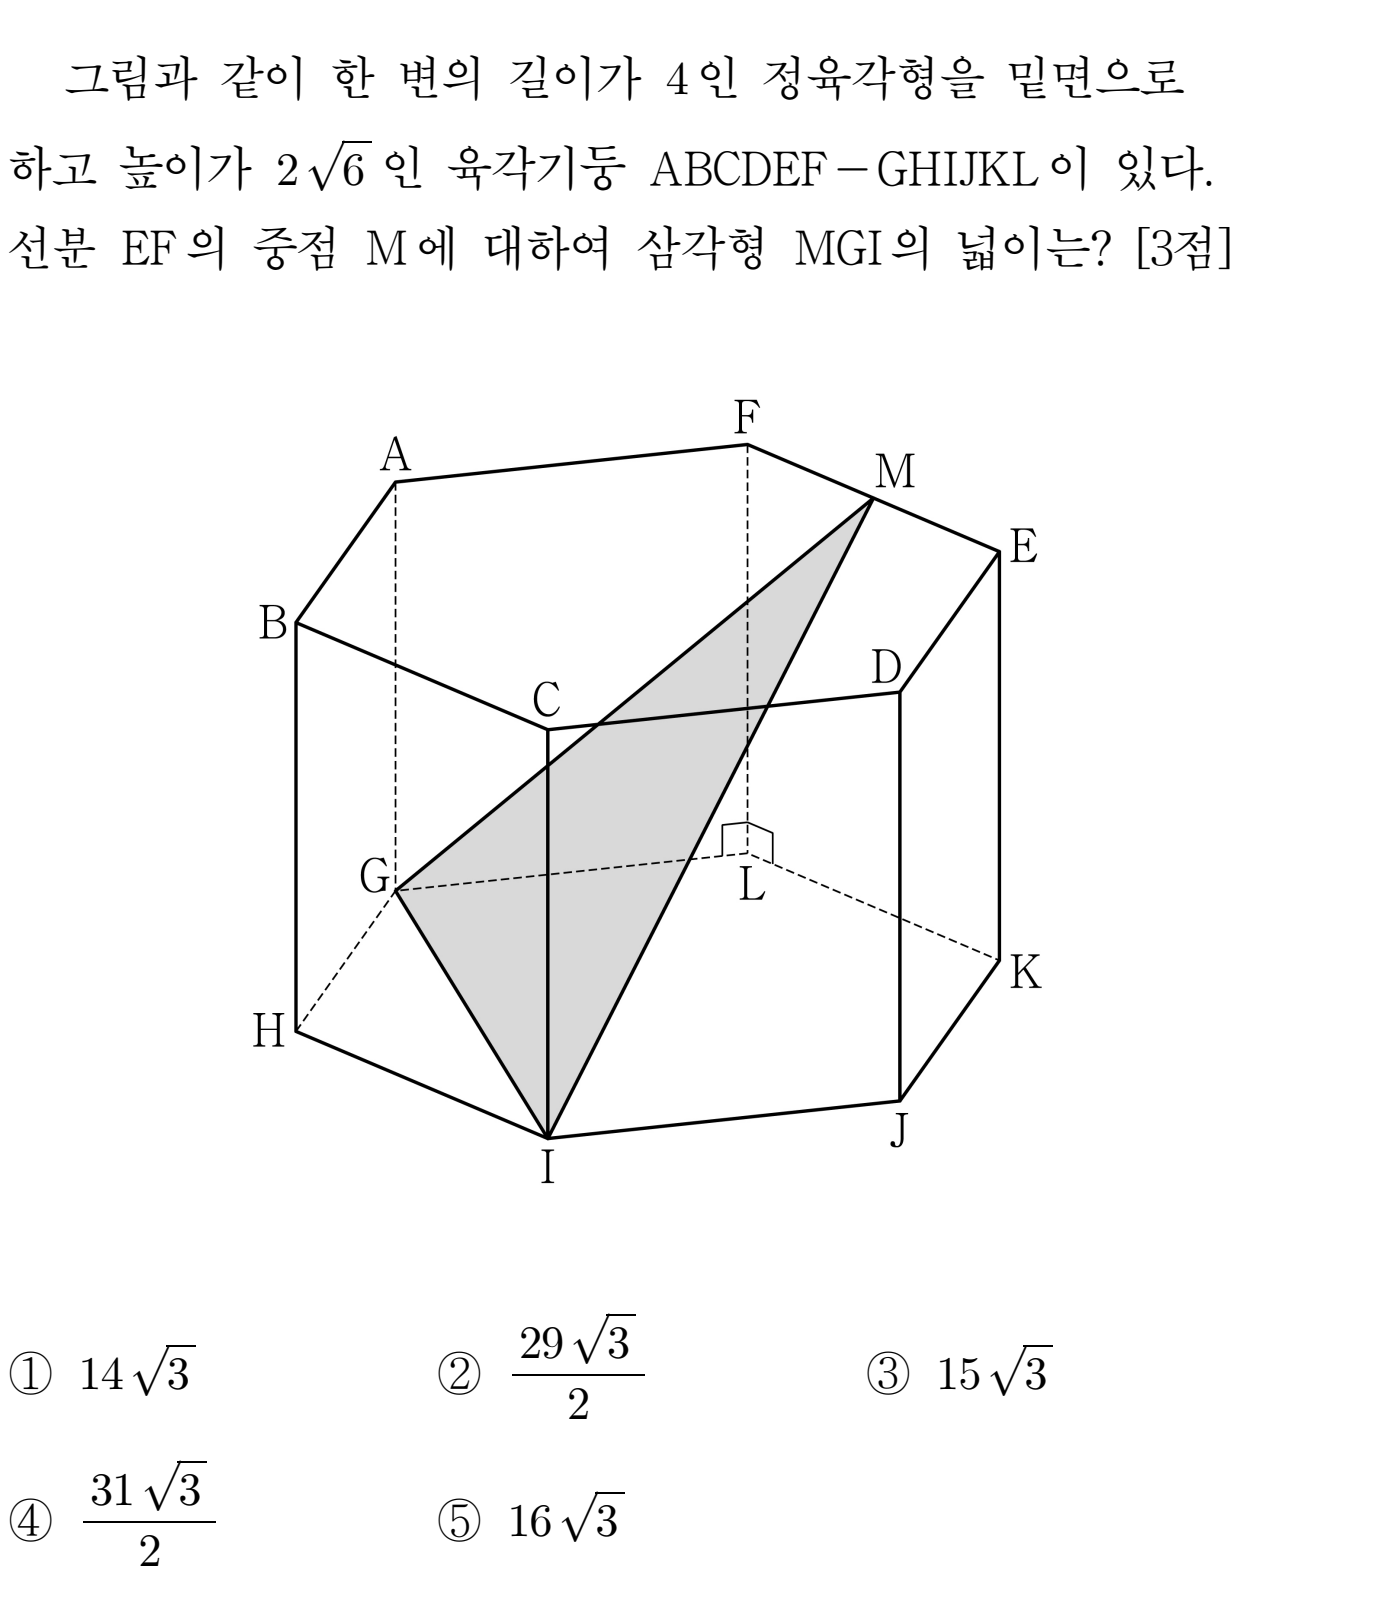 그림과 같이 한 변의 길이가 4인 정육각형을 밑면으로
하고 높이가 2√6인 육각기둥 ABCDEF-GHIJKL이 있다.
선분 EF의 중점 M에 대하여 삼각형 MGI의 넓이는? [3점]
F
A
M
E
B
D
C
G
L
K
H
J
I
① 14√3 ② 29√3/2 ③ 15√3
④ 31√3/2 ⑤ 16√3